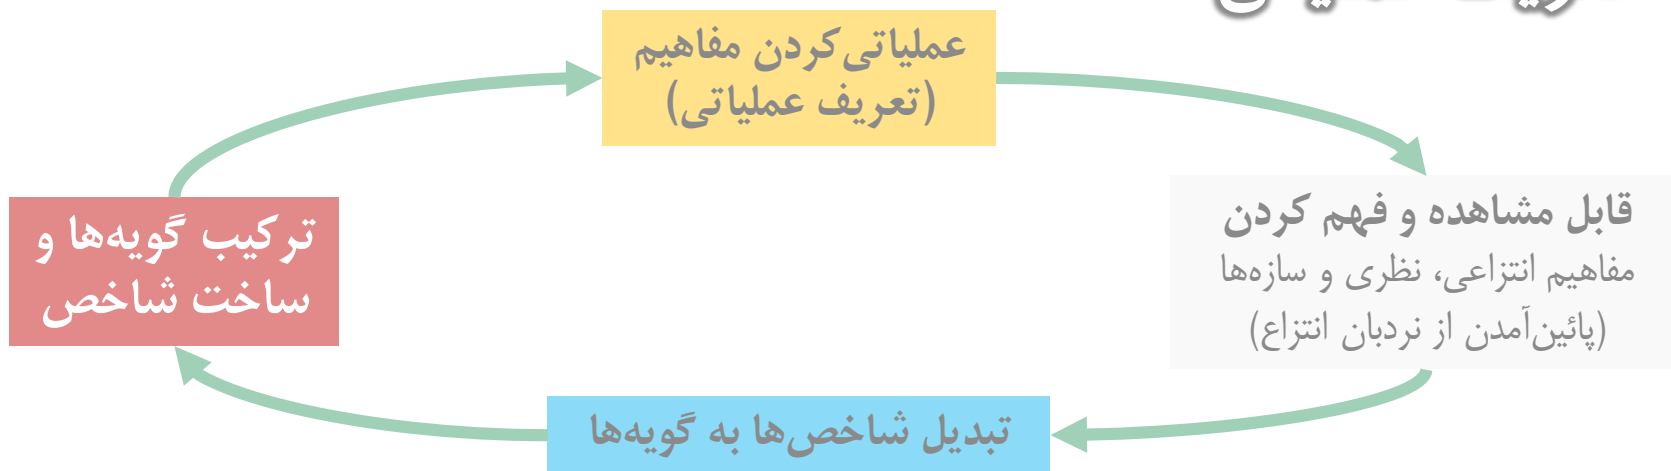 عملیاتی‌کردن مفاهیم
(تعریف عملیاتی)
قابل مشاهده و فهم کردن
مفاهیم انتزاعی، نظری و سازه‌ها
(پائین‌آمدن از نردبان انتزاع)
تبدیل شاخص‌ها به گویه‌ها
ترکیب گویه‌ها و
ساخت شاخص